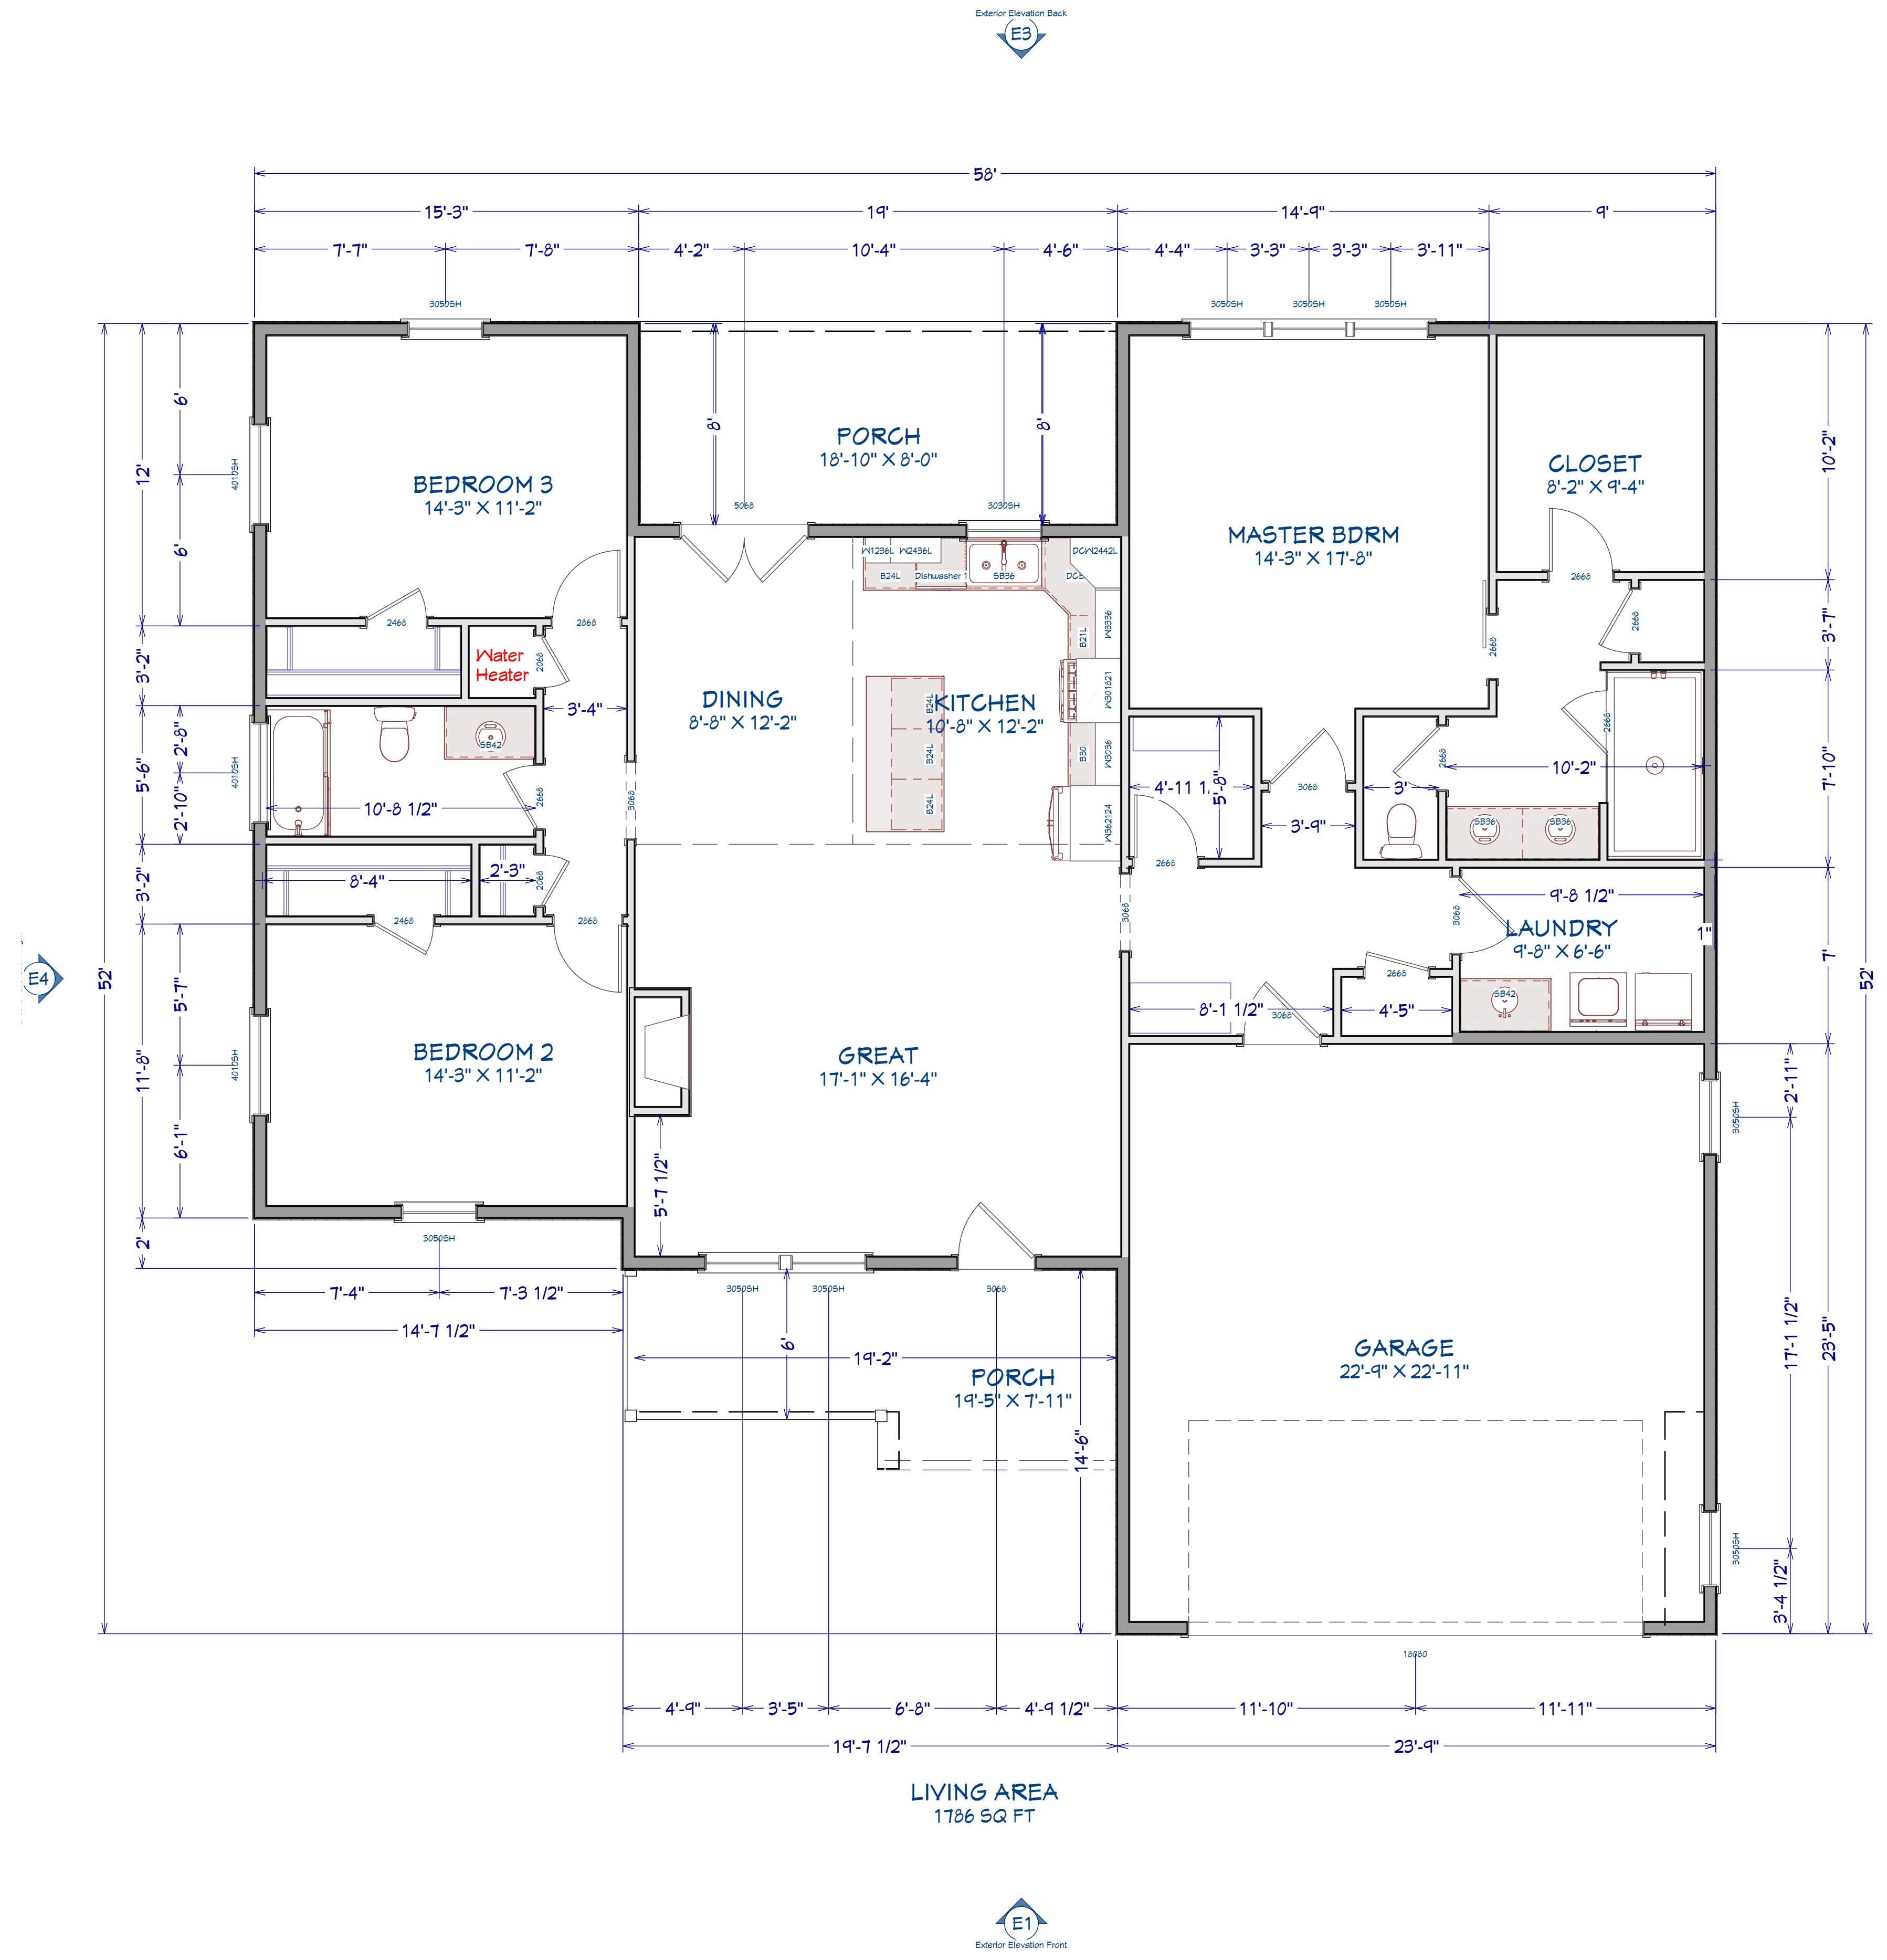 Exterior Elevation Back
E3
58'
15'-3"
19'
14'-9"
9'
7'-7"
7'-8"
4'-2"
10'-4"
4'-6"
4'-4"
3'-3"
3'-3"
3'-11"
3050SH
3050SH
3050SH
3050SH
52'
12'
6'
6'
4010SH
BEDROOM 3
14'-3" X 11'-2"
2468
2868
8'
PORCH
18'-10" X 8'-0"
8'
5068
3030SH
W1236L
W2436L
B24L
Dishwasher 1
SB36
DCW2442L
MASTER BDRM
14'-3" X 17'-8"
CLOSET
8'-2" X 9'-4"
2668
2668
2668
10'-2"
3'-7"
52'
3'-2"
Water
Heater
2068
3'-4"
DINING
8'-8" X 12'-2"
KITCHEN
10'-8" X 12'-2"
B24L
B24L
B24L
B21L
W3336
W301821
B30
W3036
W362124
5'-6"
2'-8"
2'-10"
4010SH
SB42
10'-8 1/2"
2668
3068
4'-11 1/
5'-8"
2668
3068
3'-9"
3'
2668
10'-2"
2668
SB36
SB36
7'-10"
3'-2"
8'-4"
2'-3"
2068
2468
2868
3068
3068
9'-8 1/2"
LAUNDRY
9'-8" X 6'-6"
1"
7'
2668
8'-1 1/2"
3068
4'-5"
SB42
E4
11'-8"
5'-7"
6'-1"
4010SH
BEDROOM 2
14'-3" X 11'-2"
GREAT
17'-1" X 16'-4"
5'-7 1/2"
2'-11"
3050SH
2'
3050SH
7'-4"
7'-3 1/2"
14'-7 1/2"
3050SH
3050SH
3068
6'
19'-2"
PORCH
19'-5" X 7'-11"
14'-6"
GARAGE
22'-9" X 22'-11"
17'-1 1/2"
23'-5"
3050SH
3'-4 1/2"
18080
4'-9"
3'-5"
6'-8"
4'-9 1/2"
11'-10"
11'-11"
19'-7 1/2"
23'-9"
LIVING AREA
1786 SQ FT
E1
Exterior Elevation Front